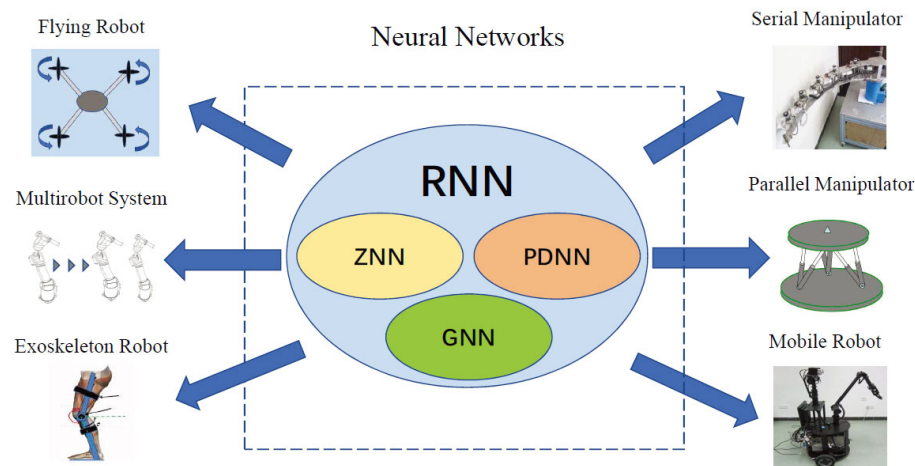 Flying Robot
Neural Networks
Serial Manipulator
Multirobot System
RNN
Parallel Manipulator
ZNN
PDNN
GNN
Exoskeleton Robot
Mobile Robot